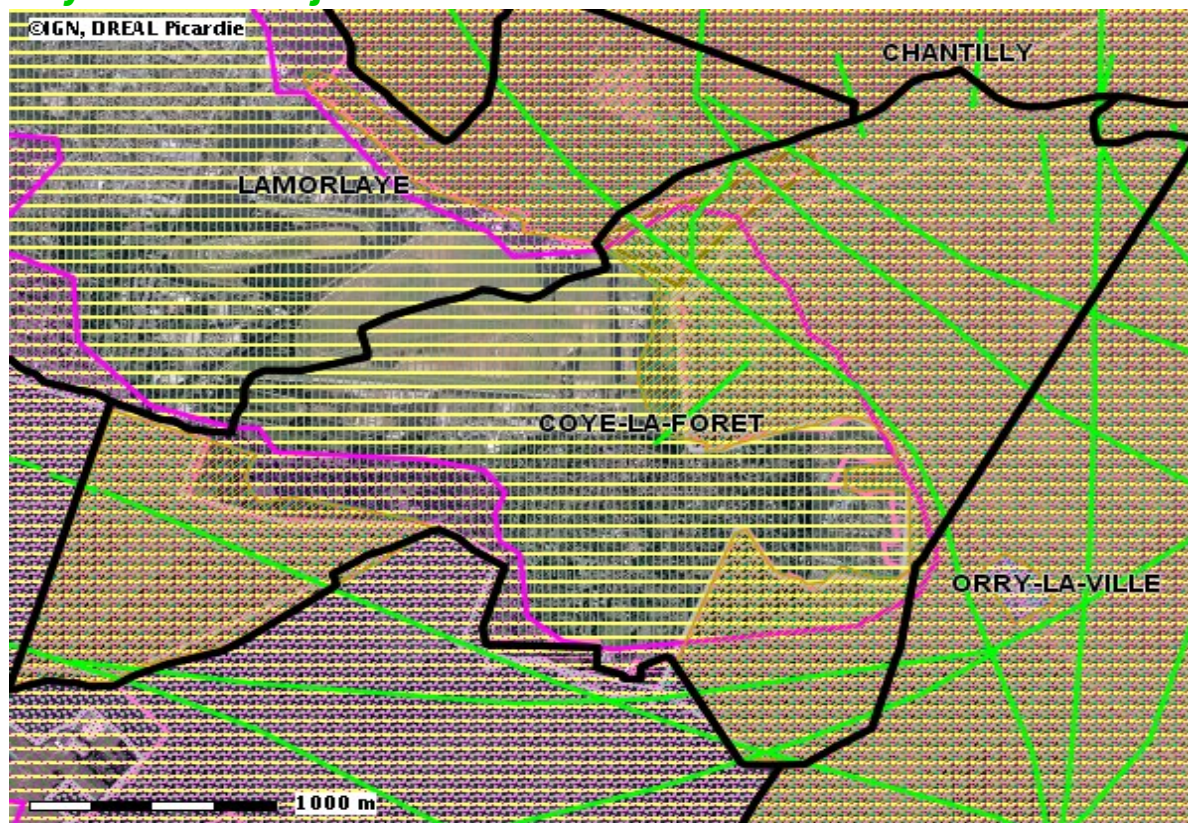 ©IGN, DREAL Picardie
CHANTILLY
LAMORLAYE
COYE-LA-FORET
ORRY-LA-VILLE
1000 m